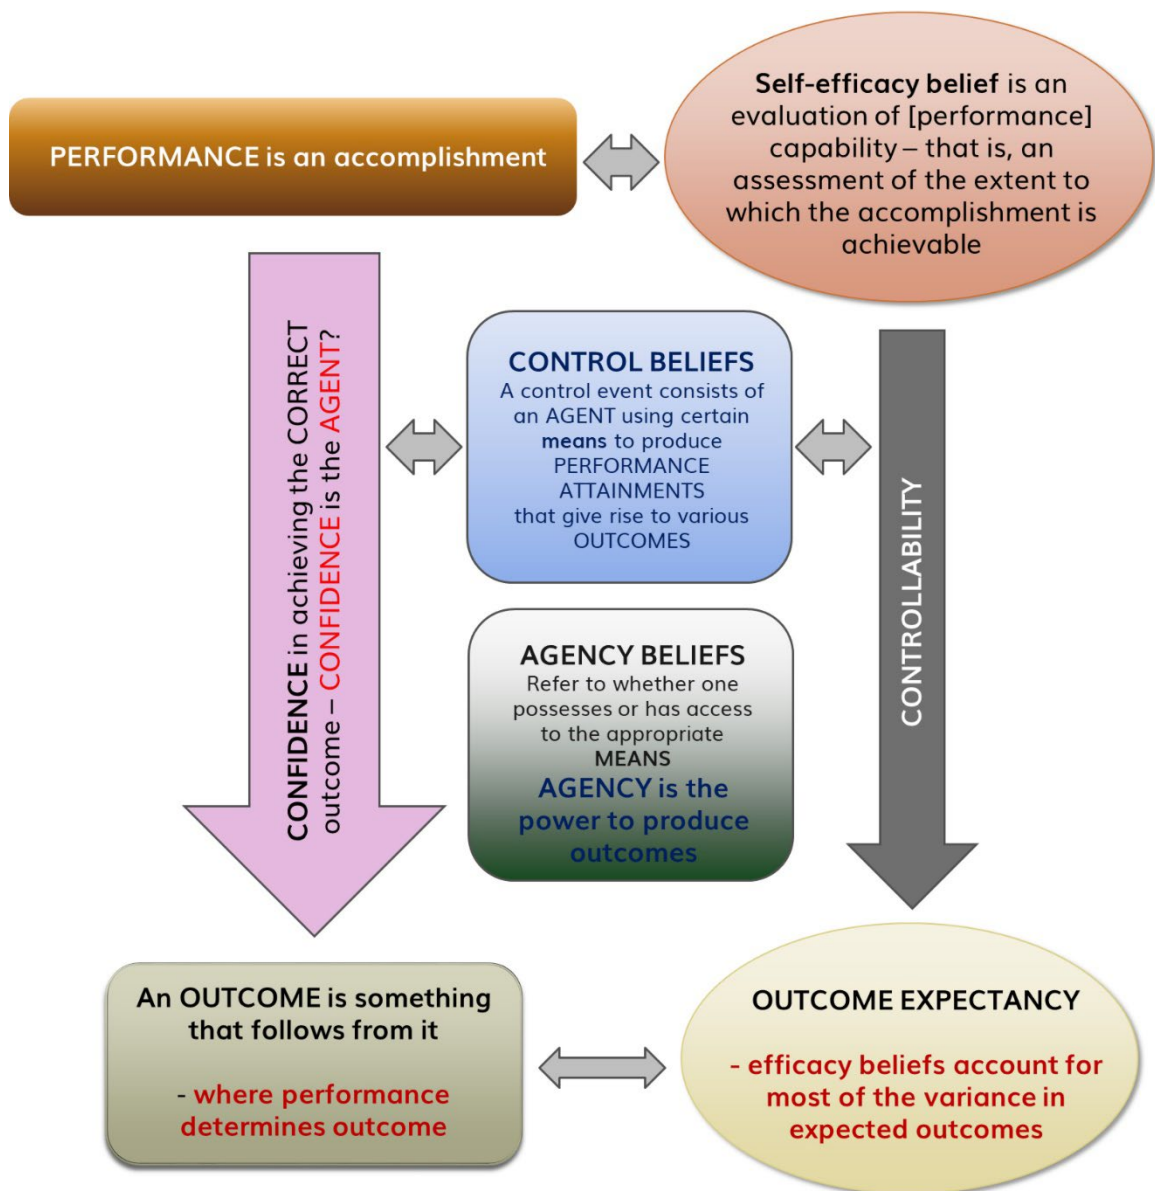 PERFORMANCE is an accomplishment
Self-efficacy belief is an
evaluation of [performance]
capability – that is, an
assessment of the extent to
which the accomplishment is
achievable
CONFIDENCE in achieving the CORRECT
outcome – CONFIDENCE is the AGENT?
CONTROL BELIEFS
A control event consists of
an AGENT using certain
means to produce
PERFORMANCE
ATTAINMENTS
that give rise to various
OUTCOMES
CONTROLLABILITY
AGENCY BELIEFS
Refer to whether one
possesses or has access
to the appropriate
MEANS
AGENCY is the
power to produce
outcomes
An OUTCOME is something
that follows from it
- where performance
determines outcome
OUTCOME EXPECTANCY
- efficacy beliefs account for
most of the variance in
expected outcomes